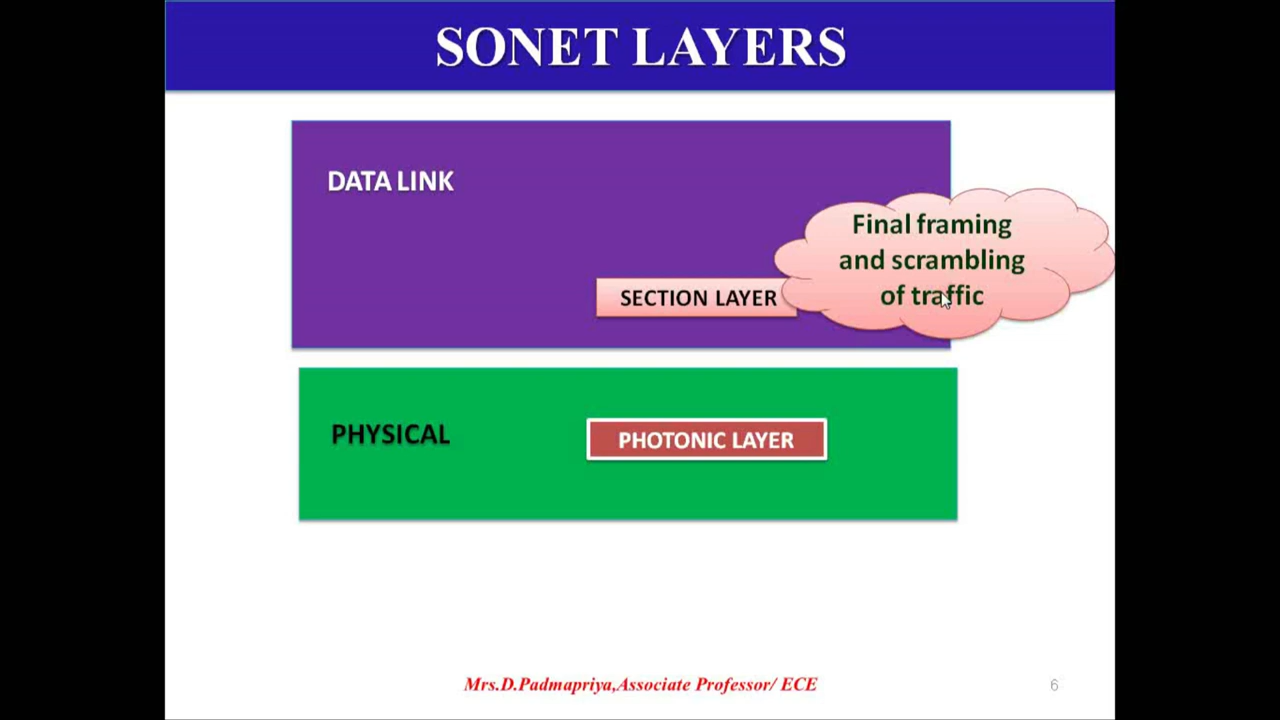 SONET LAYERS
DATA LINK
Final framing
and scrambling
of traffic
SECTION LAYER
PHYSICAL
PHOTONIC LAYER
Mrs.D.Padmapriya,Associate Professor/ ECE
6